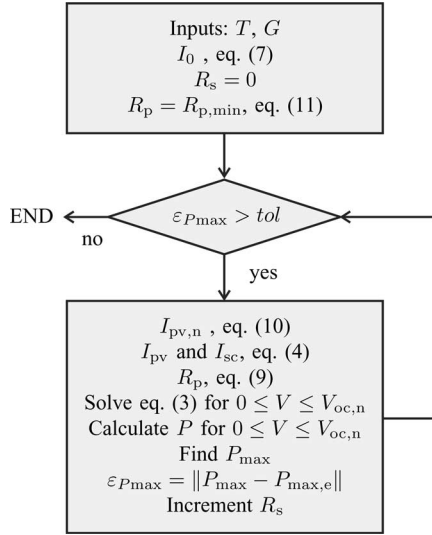 Inputs: T, G
I₀ , eq. (7)
Rₛ = 0
Rₚ = Rₚ,ₘᵢₙ, eq. (11)
εPmax > tol
END
no
yes
Ipv,n , eq. (10)
Ipv and Isc, eq. (4)
Rp, eq. (9)
Solve eq. (3) for 0 ≤ V ≤ Voc,n
Calculate P for 0 ≤ V ≤ Voc,n
Find Pmax
εPmax = ‖Pmax − Pmax,e‖
Increment Rs